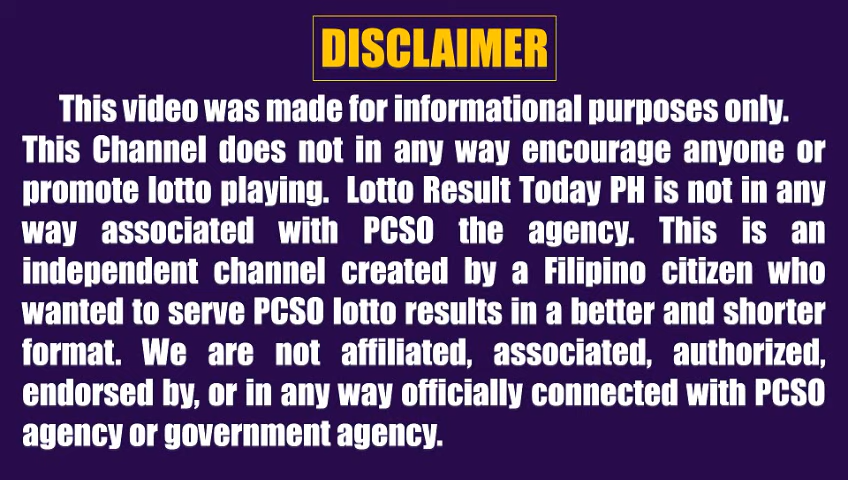 DISCLAIMER
This video was made for informational purposes only.
This Channel does not in any way encourage anyone or
promote lotto playing. Lotto Result Today PH is not in any
way associated with PCSO the agency. This is an
independent channel created by a Filipino citizen who
wanted to serve PCSO lotto results in a better and shorter
format. We are not affiliated, associated, authorized,
endorsed by, or in any way officially connected with PCSO
agency or government agency.